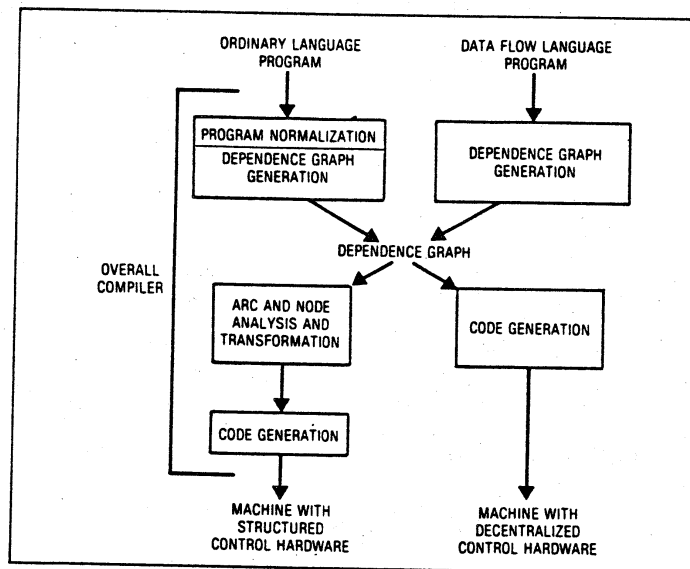 ORDINARY LANGUAGE
PROGRAM
DATA FLOW LANGUAGE
PROGRAM
PROGRAM NORMALIZATION
DEPENDENCE GRAPH
GENERATION
DEPENDENCE GRAPH
GENERATION
DEPENDENCE GRAPH
OVERALL
COMPILER
ARC AND NODE
ANALYSIS AND
TRANSFORMATION
CODE GENERATION
CODE GENERATION
MACHINE WITH
STRUCTURED
CONTROL HARDWARE
MACHINE WITH
DECENTRALIZED
CONTROL HARDWARE